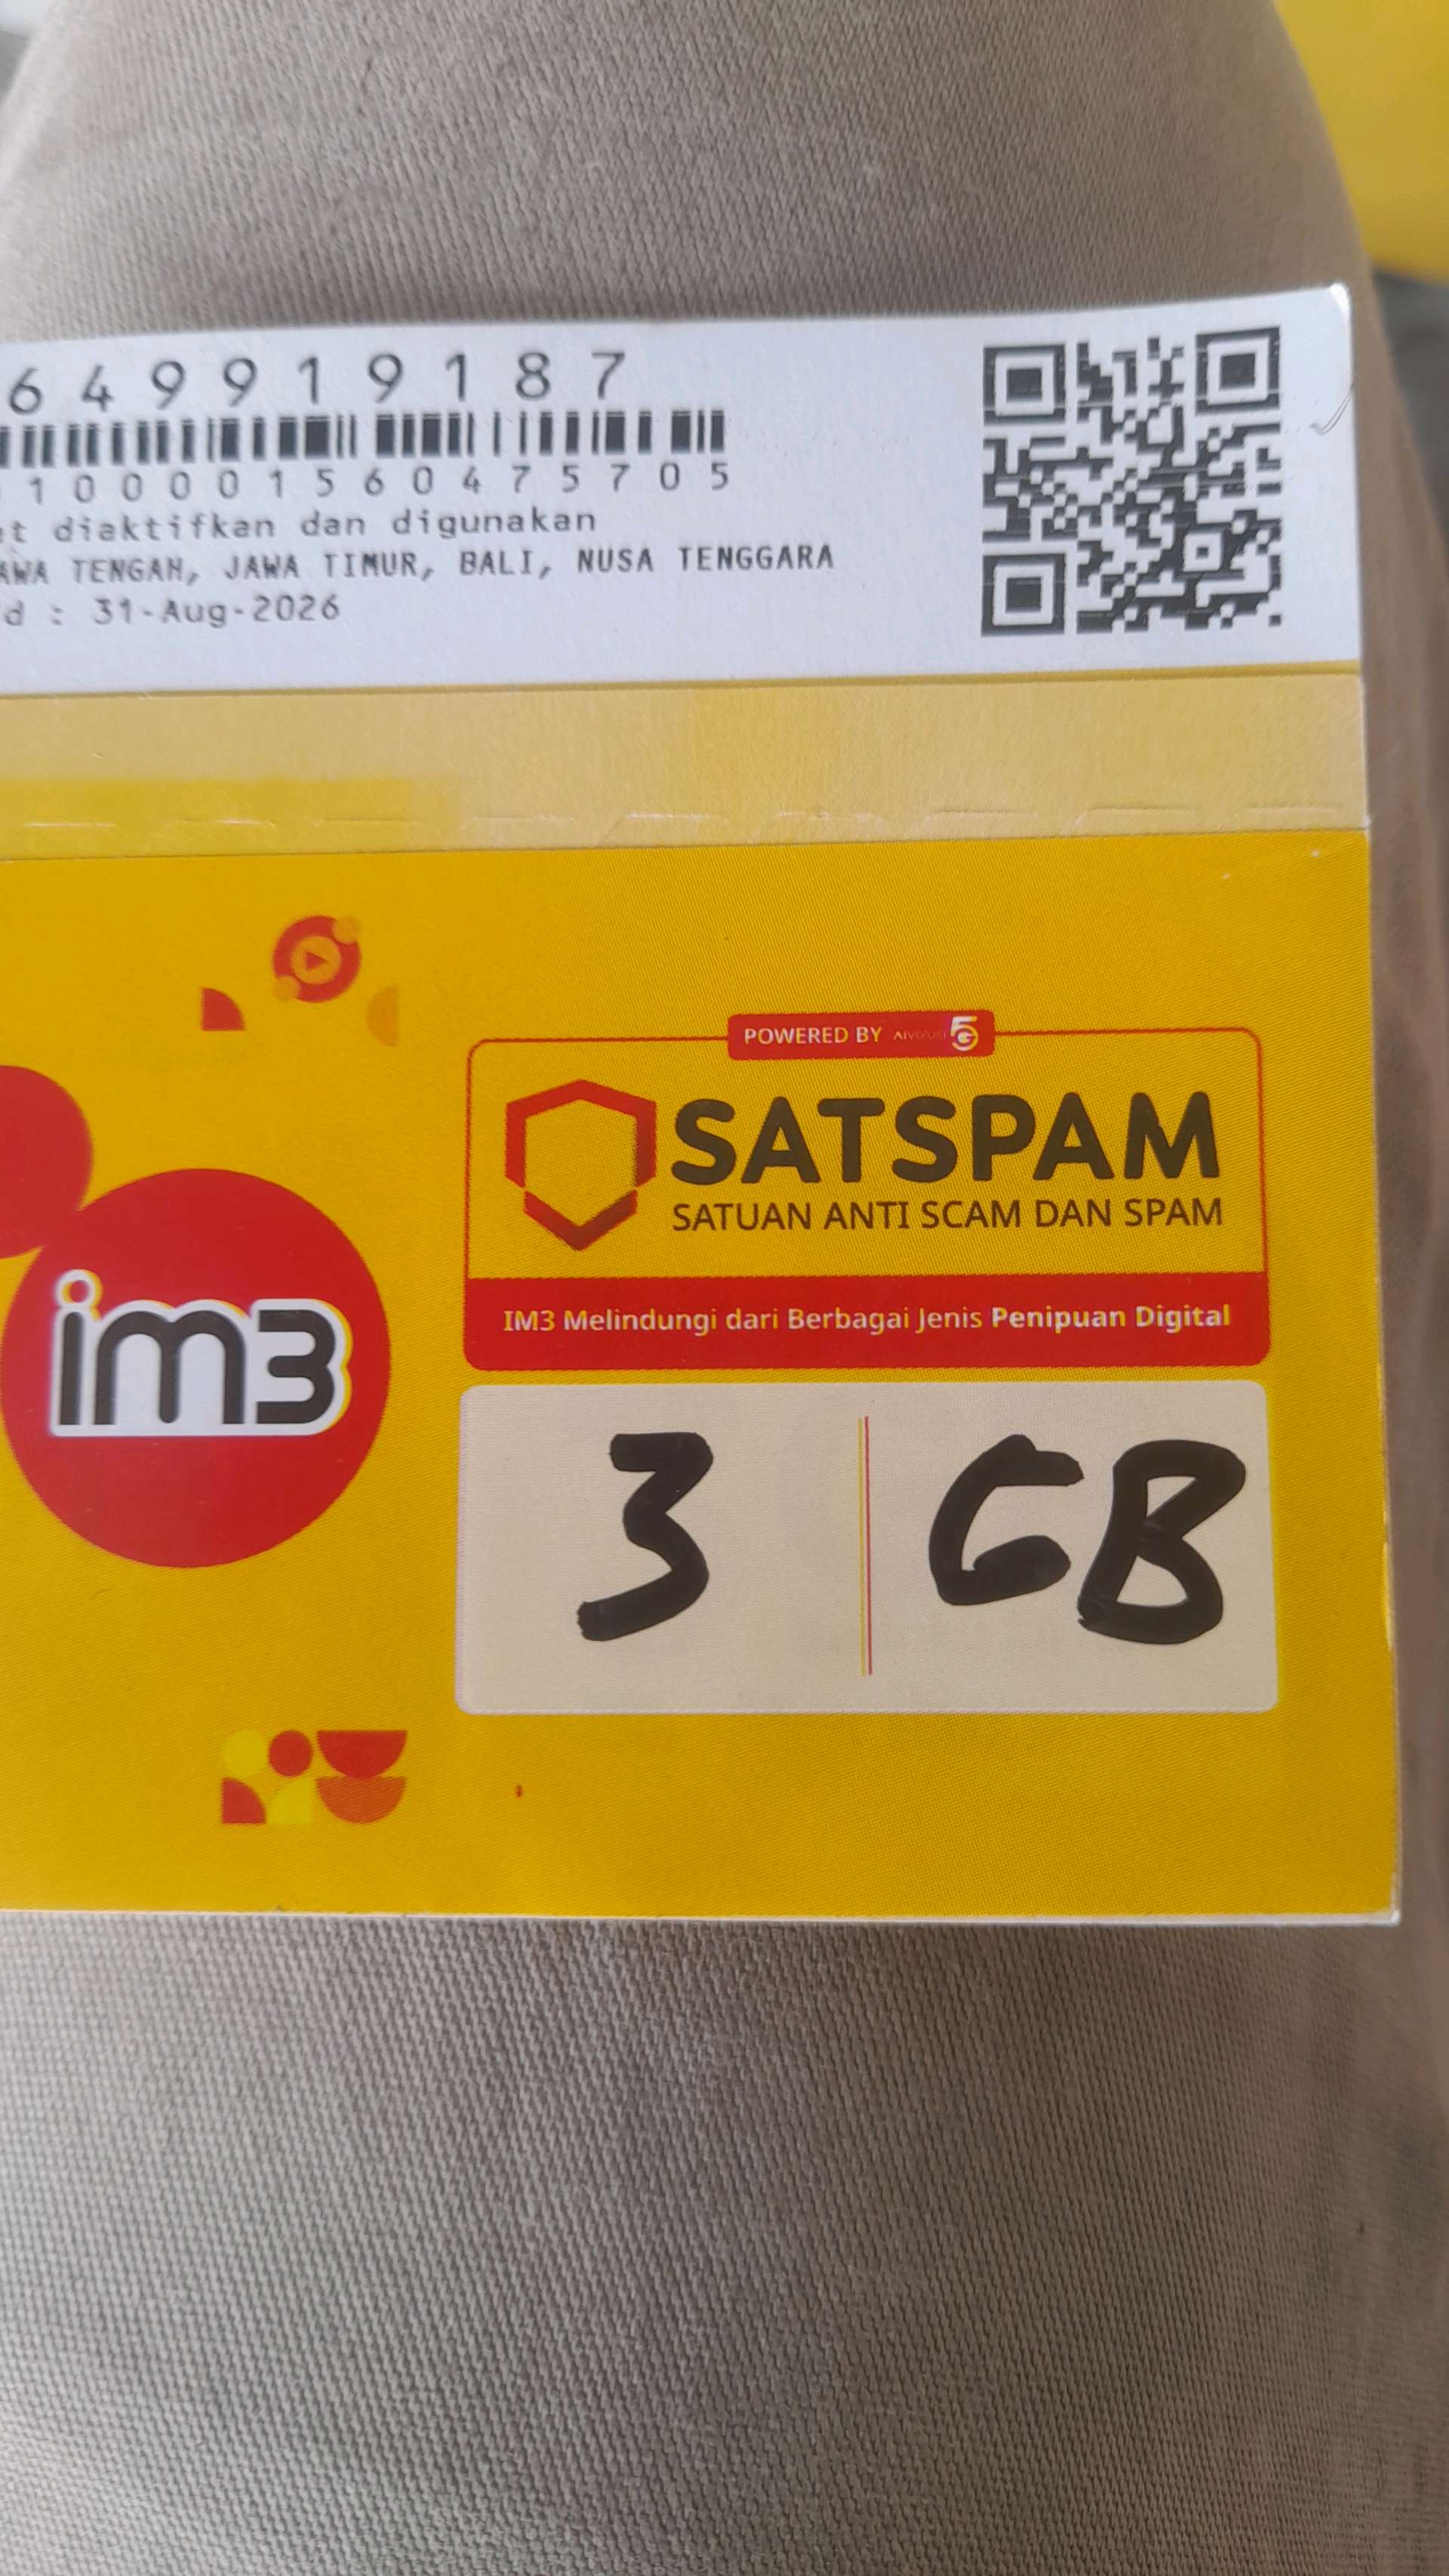 6 4 9 9 1 9 1 8 7
1 0 0 0 0 1 5 6 0 4 7 5 7 0 5
diaktifkan dan digunakan
TENGAH, JAWA TIMUR, BALI, NUSA TENGGARA
: 31-Aug-2026
POWERED BY 5G
SATSPAM
SATUAN ANTI SCAM DAN SPAM
IM3 Melindungi dari Berbagai Jenis Penipuan Digital
im3
3 GB